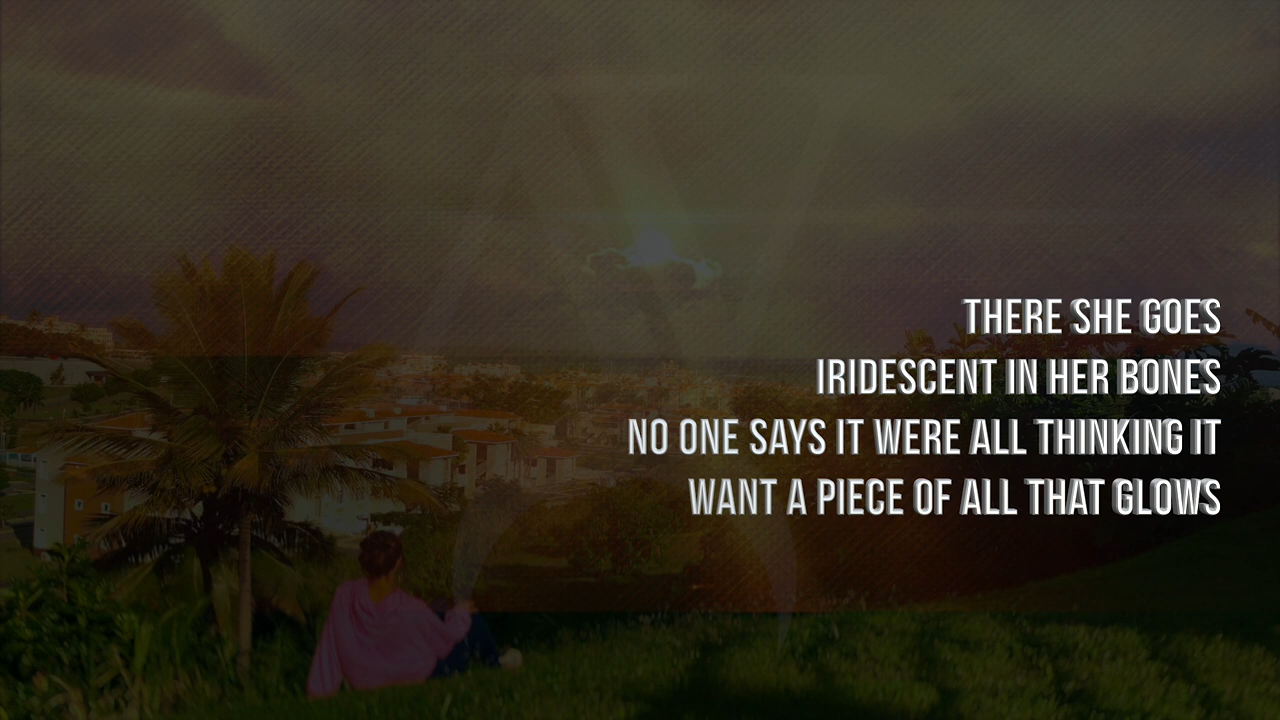 THERE SHE GOES
IRIDESCENT IN HER BONES
NO ONE SAYS IT WERE ALL THINKING IT
WANT A PIECE OF ALL THAT GLOWS